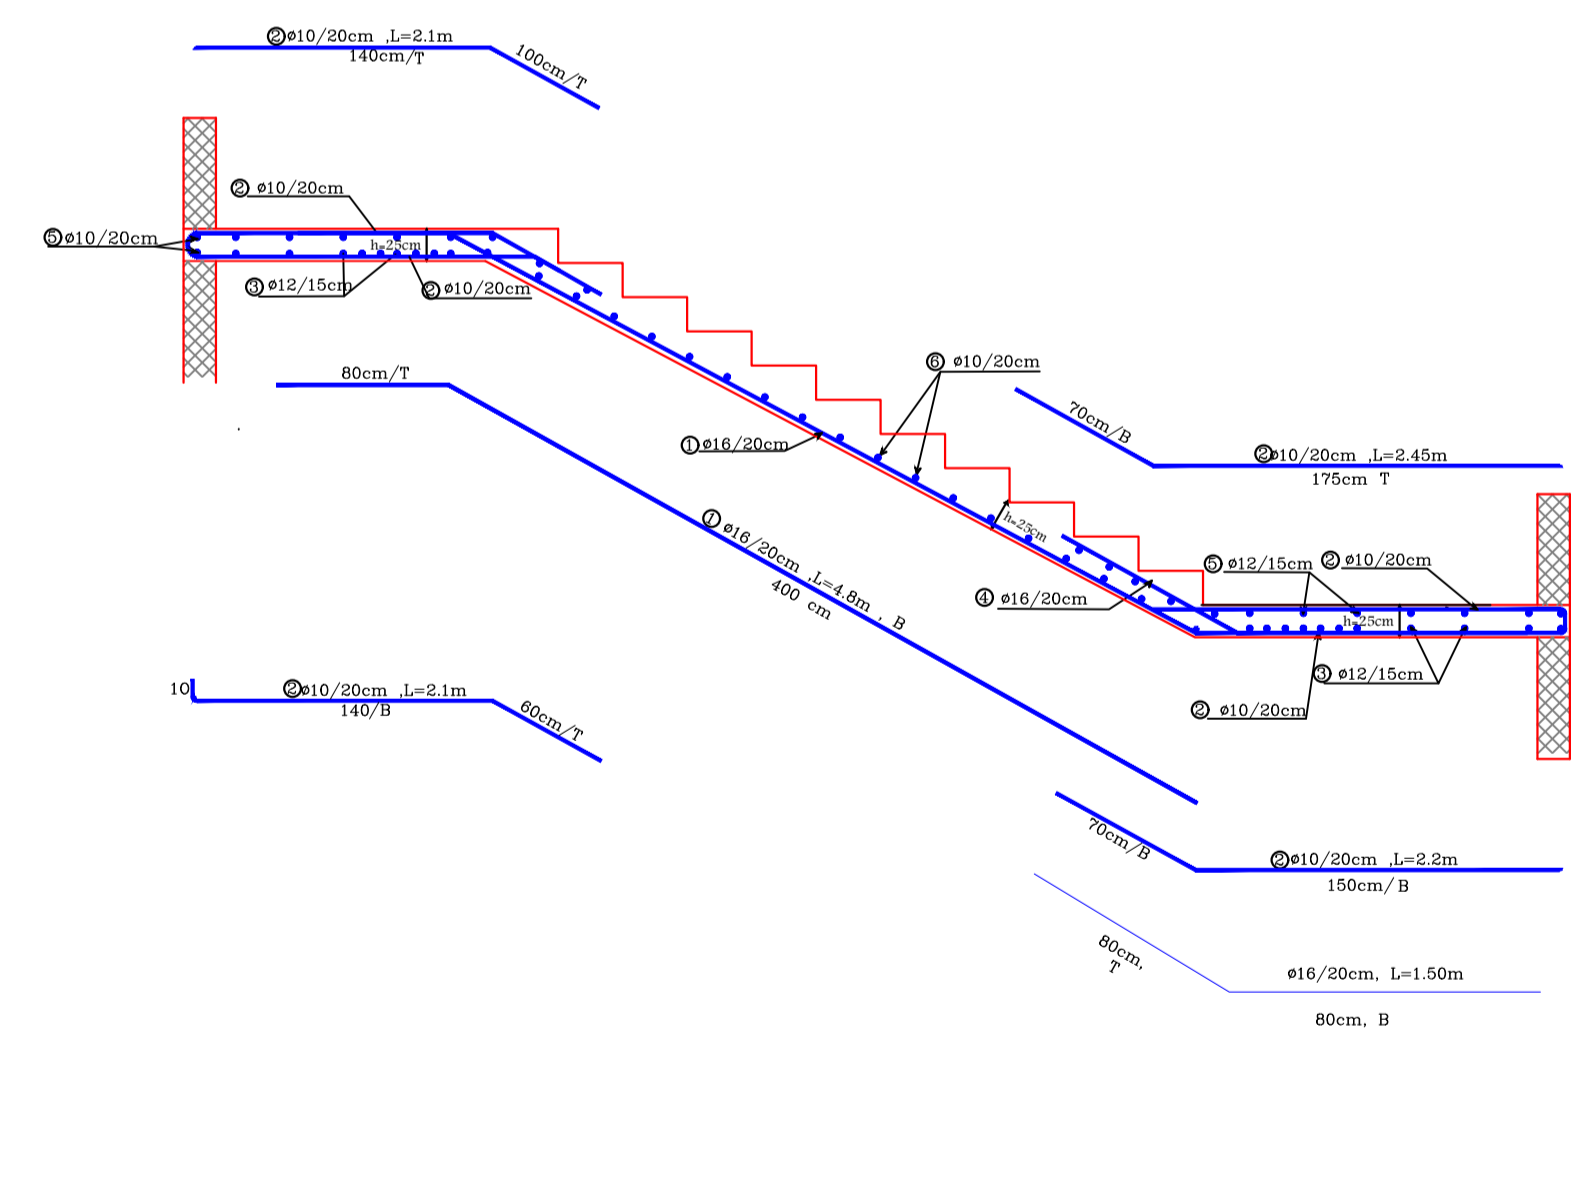 ②ø10/20cm ,L=2.1m
140cm/T
100cm/T
② ø10/20cm
⑤ø10/20cm
h=25cm
③ ø12/15cm
② ø10/20cm
80cm/T
⑥ ø10/20cm
70cm/B
①ø16/20cm
②ø10/20cm ,L=2.45m
175cm T
① ø16/20cm ,L=4.8m , B
400 cm
h=25cm
⑤ ø12/15cm
② ø10/20cm
④ ø16/20cm
h=25cm
③ ø12/15cm
② ø10/20cm
10
②ø10/20cm ,L=2.1m
140/B
60cm/T
70cm/B
②ø10/20cm ,L=2.2m
150cm/B
80cm,
T
ø16/20cm, L=1.50m
80cm, B